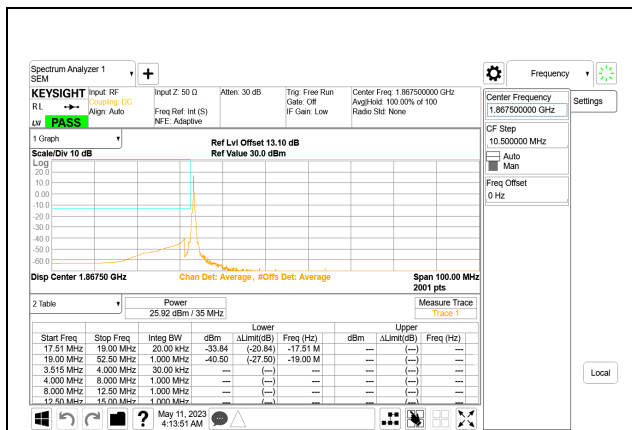 Spectrum Analyzer 1
SEM
+
Frequency
KEYSIGHT
Input: RF
Input Z: 50 Ω
Atten: 30 dB
Trig: Free Run
Center Freq: 1.867500000 GHz
RL
Coupling: DC
Gate: Off
Avg|Hold: 100.00% of 100
Align: Auto
Freq Ref: Int (S)
IF Gain: Low
Radio Std: None
LXI
PASS
NFE: Adaptive
Center Frequency
1.867500000 GHz
Settings
CF Step
10.500000 MHz
Auto
Man
Freq Offset
0 Hz
Local
1 Graph
Ref Lvl Offset 13.10 dB
Scale/Div 10 dB
Ref Value 30.0 dBm
Log
20.0
10.0
0.00
-10.0
-20.0
-30.0
-40.0
-50.0
-60.0
Disp Center 1.86750 GHz
Chan Det: Average, #Offs Det: Average
Span 100.00 MHz
2001 pts
2 Table
Power
25.92 dBm / 35 MHz
Measure Trace
Trace 1
Lower Upper
Start Freq Stop Freq Integ BW dBm ΔLimit(dB) Freq (Hz) dBm ΔLimit(dB) Freq (Hz)
17.51 MHz 19.00 MHz 20.00 kHz -33.84 (-20.84) -17.51 M --- (---) ---
19.00 MHz 52.50 MHz 1.000 MHz -40.50 (-27.50) -19.00 M --- (---) ---
3.515 MHz 4.000 MHz 30.00 kHz --- (---) --- --- (---) ---
4.000 MHz 8.000 MHz 1.000 MHz --- (---) --- --- (---) ---
8.000 MHz 12.50 MHz 1.000 MHz --- (---) --- --- (---) ---
12.50 MHz 15.00 MHz 1.000 MHz --- (---) --- --- (---) ---
?
May 11, 2023
4:13:51 AM